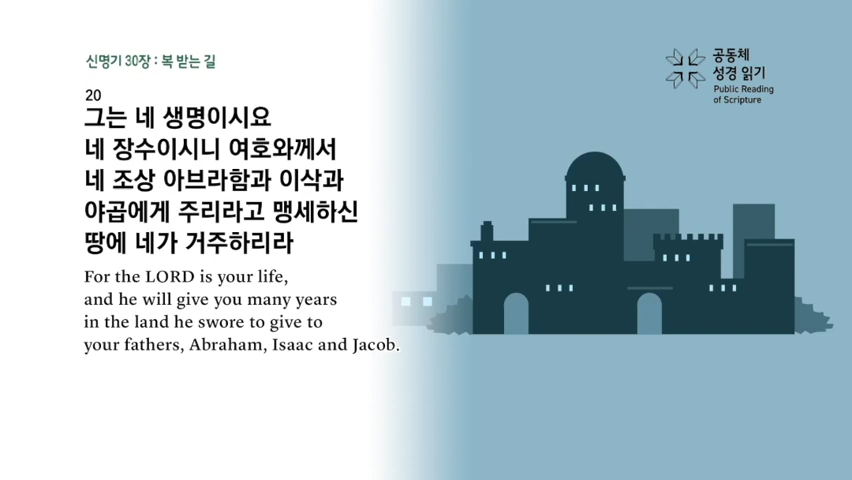 신명기 30장 : 복 받는 길
20
그는 네 생명이시요
네 장수이시니 여호와께서
네 조상 아브라함과 이삭과
야곱에게 주리라고 맹세하신
땅에 네가 거주하리라
For the LORD is your life,
and he will give you many years
in the land he swore to give to
your fathers, Abraham, Isaac and Jacob.
공동체
성경 읽기
Public Reading
of Scripture